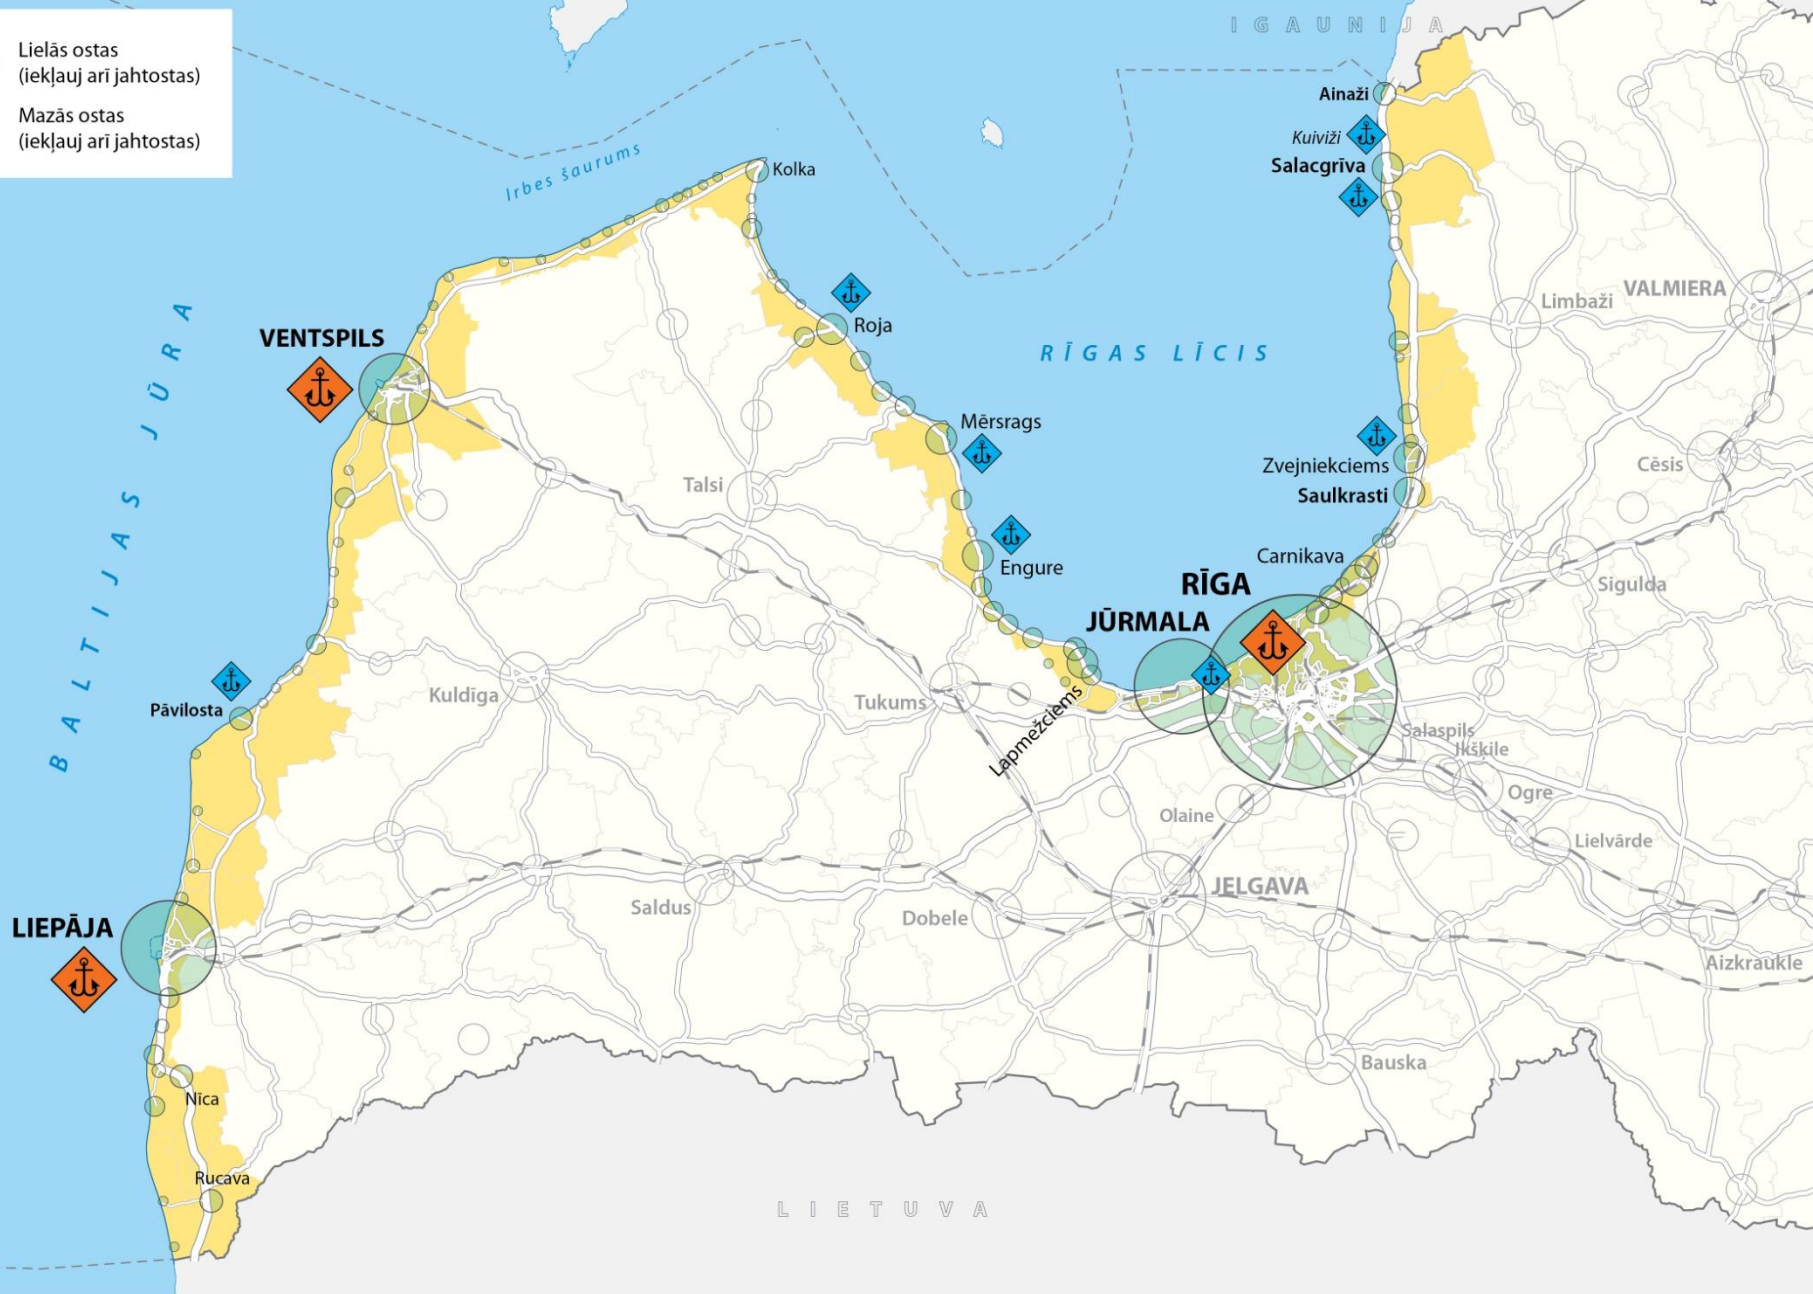 Lielās ostas
(iekļauj arī jahtostas)
Mazās ostas
(iekļauj arī jahtostas)
IGAUNIJA
Ainaži
Kuiviži
Salacgrīva
Irbes šaurums
Kolka
VALMIERA
Limbaži
Roja
VENTSPILS
RĪGAS LĪCIS
BALTIJAS JŪRA
Mērsrags
Zvejniekciems
Cēsis
Talsi
Saulkrasti
Carnikava
Engure
RĪGA
Sigulda
JŪRMALA
Kuldīga
Tukums
Pāvilosta
Lapmežciems
Salaspils
Ikšķile
Ogre
Olaine
Lielvārde
JELGAVA
Saldus
Dobele
LIEPĀJA
Aizkraukle
Bauska
Nīca
Rucava
LIETUVA